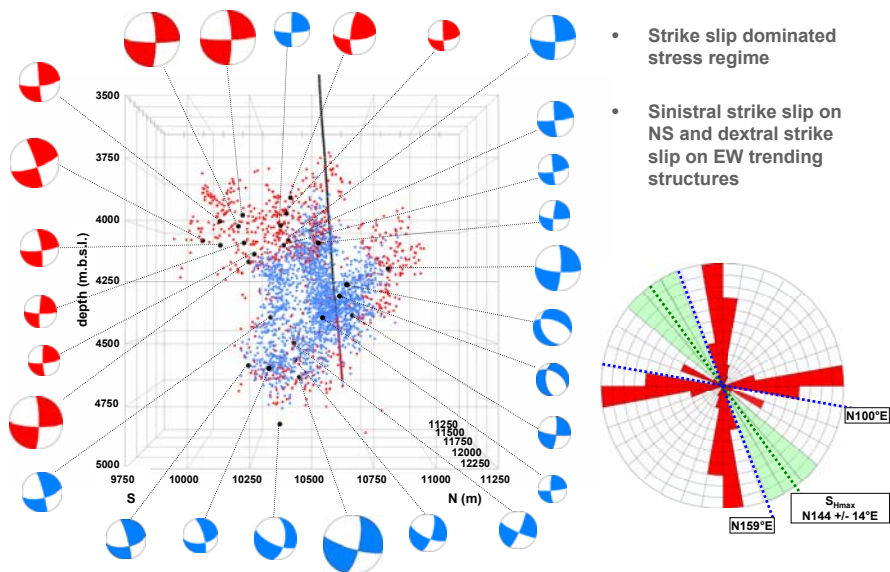 • Strike slip dominated
stress regime
• Sinistral strike slip on
NS and dextral strike
slip on EW trending
structures
3500
3750
4000
4250
4500
4750
5000
depth (m.b.s.l.)
11250
11500
11750
12000
12250
9750 10000 10250 10500 10750 11000 11250
S N (m)
N100°E
SHmax
N144 +/- 14°E
N159°E